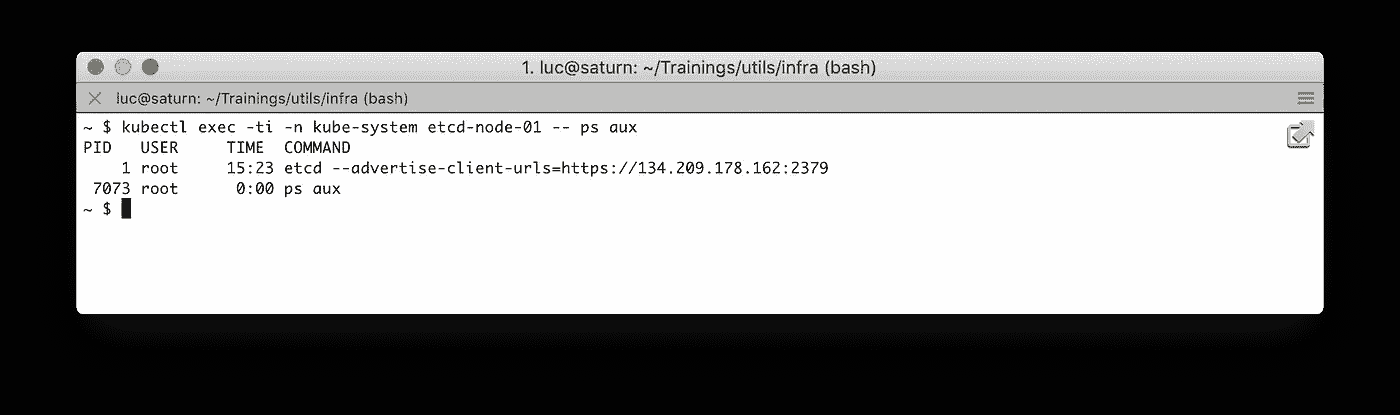 1. luc@saturn: ~/Trainings/utils/infra (bash)
luc@saturn: ~/Trainings/utils/infra (bash)
~ $ kubectl exec -ti -n kube-system etcd-node-01 -- ps aux
PID   USER     TIME  COMMAND
    1 root     15:23 etcd --advertise-client-urls=https://134.209.178.162:2379
 7073 root      0:00 ps aux
~ $